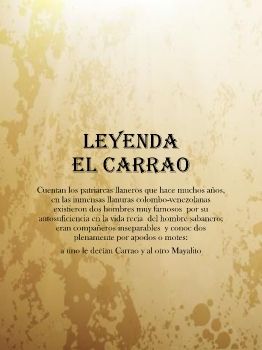 LEYENDA
EL CARRAO
Cuentan los patriarcas llaneros que hace muchos años,
en las inmensas llanuras colombo-venezolanas
existieron dos hombres muy famosos por su
autosuficiencia en la vida recia del hombre sabanero;
eran compañeros inseparables y conoc dos
plenamente por apodos o motes:
a uno le decían Carrao y al otro Mayalito